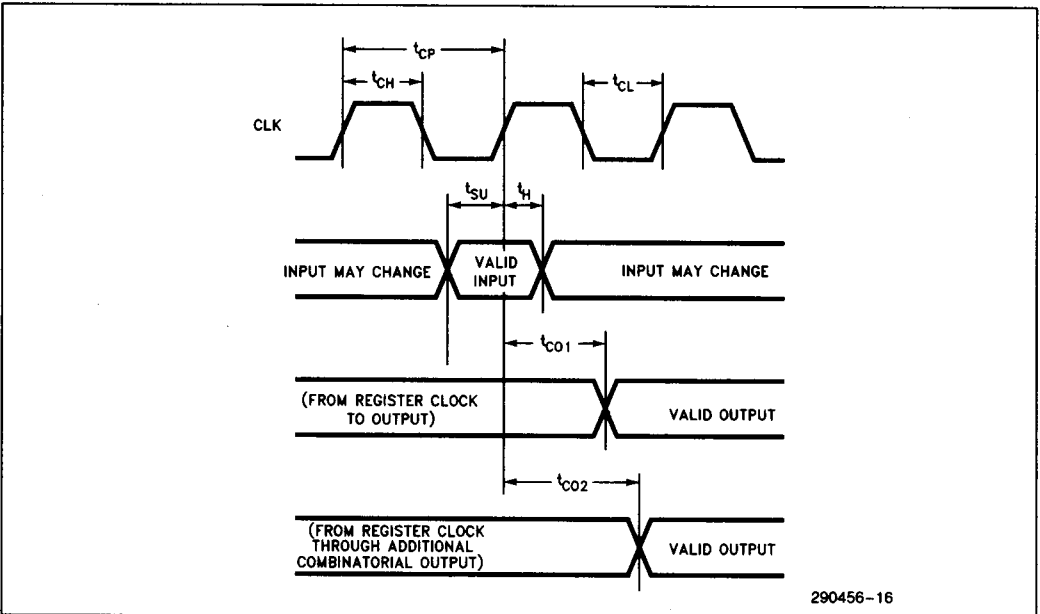 tCP
tCH
tCL
CLK
tSU
tH
INPUT MAY CHANGE
VALID
INPUT
INPUT MAY CHANGE
tCO1
(FROM REGISTER CLOCK
TO OUTPUT)
VALID OUTPUT
tCO2
(FROM REGISTER CLOCK
THROUGH ADDITIONAL
COMBINATORIAL OUTPUT)
VALID OUTPUT
290456-16